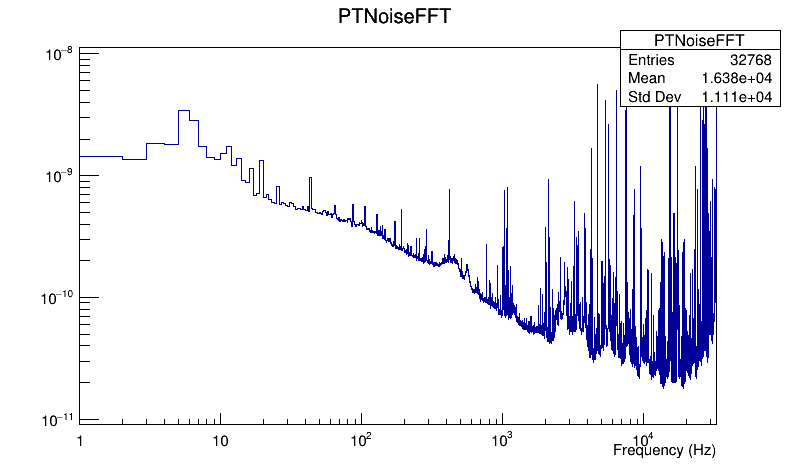 PTNoiseFFT
PTNoiseFFT
Entries 32768
Mean 1.638e+04
Std Dev 1.111e+04
10⁻⁸
10⁻⁹
10⁻¹⁰
10⁻¹¹
1 10 10² 10³ 10⁴
Frequency (Hz)